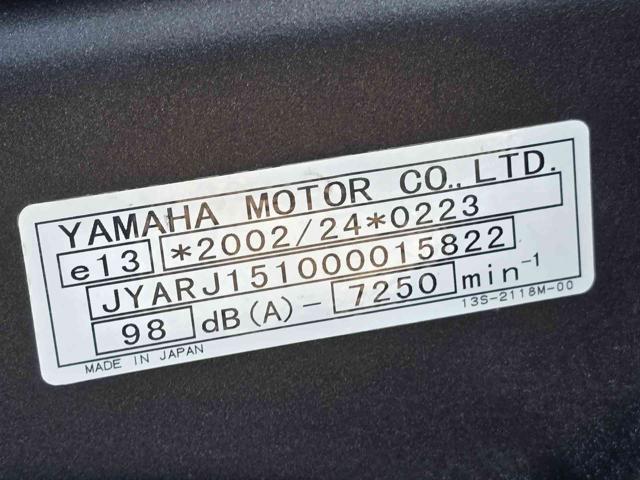 YAMAHA MOTOR CO., LTD.
e13 *2002/24*0223
JYARJ151000015822
98 dB(A)- 7250 min-1
MADE IN JAPAN 13S-2118M-00